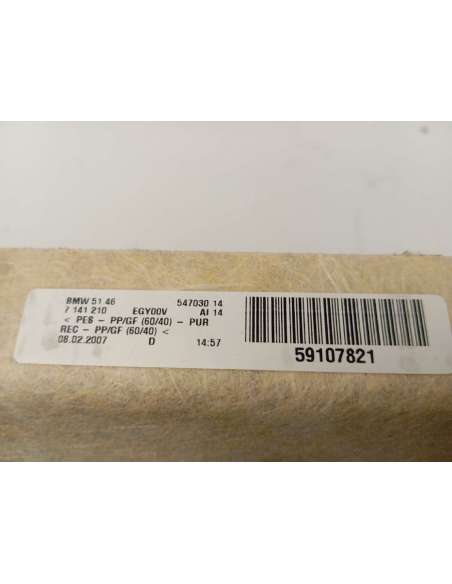 BMW 51.46 547030 14
7 141 210 EGY00V AI 14
< PES - PP/GF (60/40) - PUR
REC - PP/GF (60/40) <
08.02.2007 D 14:57
59107821